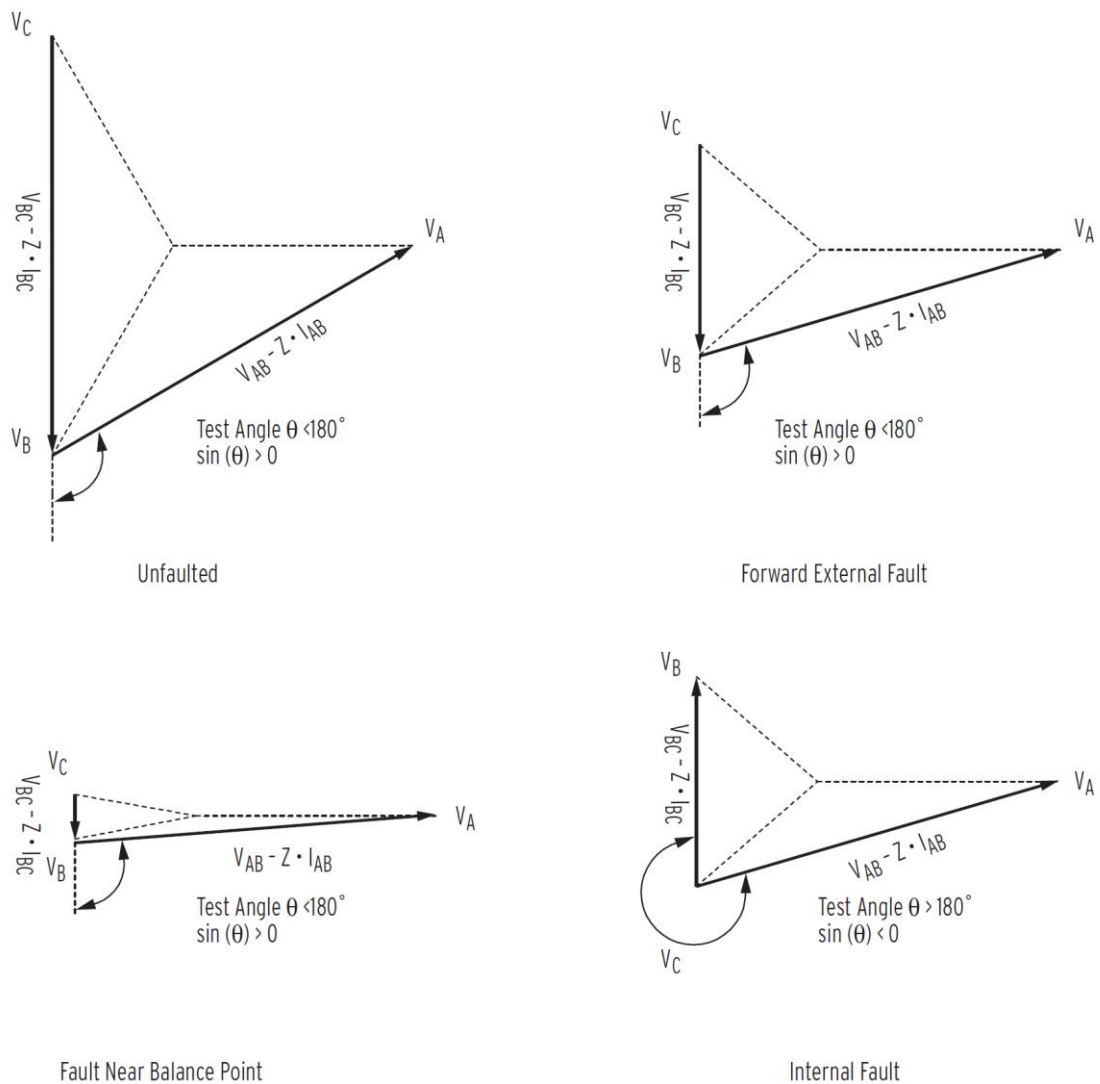 V_C
V_BC - Z • I_BC
V_A
V_AB - Z • I_AB
V_B
Test Angle θ <180°
sin (θ) > 0
Unfaulted
V_C
V_BC - Z • I_BC
V_A
V_AB - Z • I_AB
V_B
Test Angle θ <180°
sin (θ) > 0
Forward External Fault
V_C
V_BC - Z • I_BC
V_A
V_B
V_AB - Z • I_AB
Test Angle θ <180°
sin (θ) > 0
Fault Near Balance Point
V_B
V_BC - Z • I_BC
V_A
V_AB - Z • I_AB
Test Angle θ > 180°
sin (θ) < 0
V_C
Internal Fault